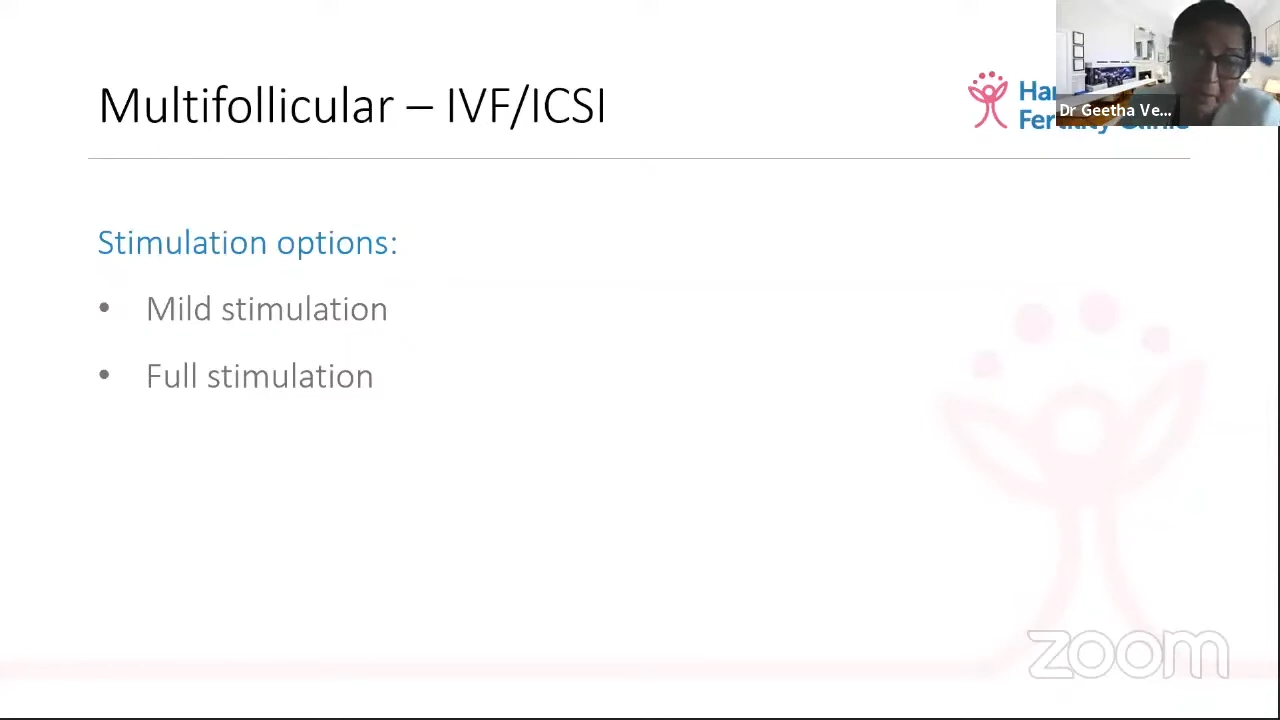 Multifollicular – IVF/ICSI
Dr Geetha Ve...
Stimulation options:
• Mild stimulation
• Full stimulation
zoom